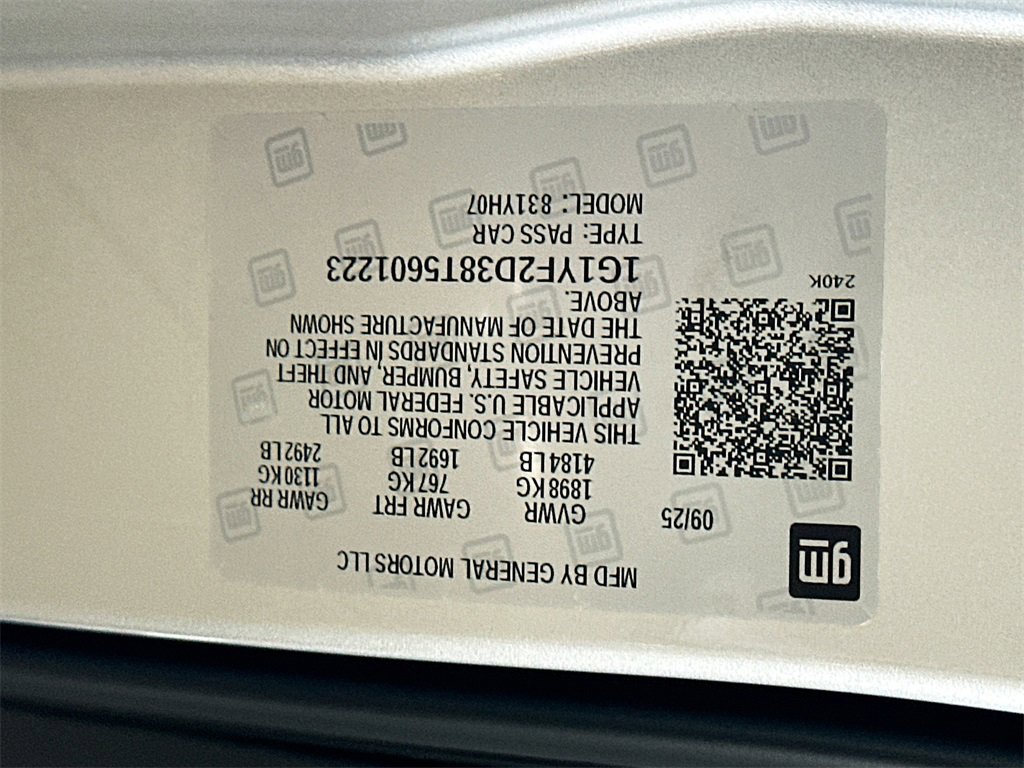 gm
MFD BY GENERAL MOTORS LLC
09/25
GVWR GAWR FRT GAWR RR
1898 KG 767 KG 1130 KG
4184 LB 1692 LB 2492 LB
THIS VEHICLE CONFORMS TO ALL
APPLICABLE U.S. FEDERAL MOTOR
VEHICLE SAFETY, BUMPER, AND THEFT
PREVENTION STANDARDS IN EFFECT ON
THE DATE OF MANUFACTURE SHOWN
ABOVE.
1G1YF2D38T5601223
TYPE: PASS CAR
MODEL: 831YH07
240K